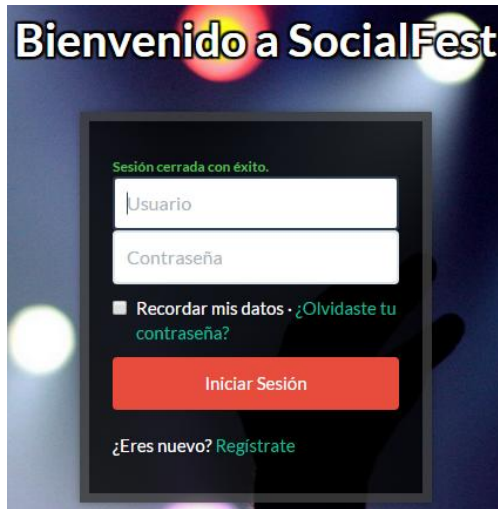 Bienvenido a SocialFest
Sesión cerrada con éxito.
Usuario
Contraseña
Recordar mis datos · ¿Olvidaste tu
contraseña?
Iniciar Sesión
¿Eres nuevo? Regístrate